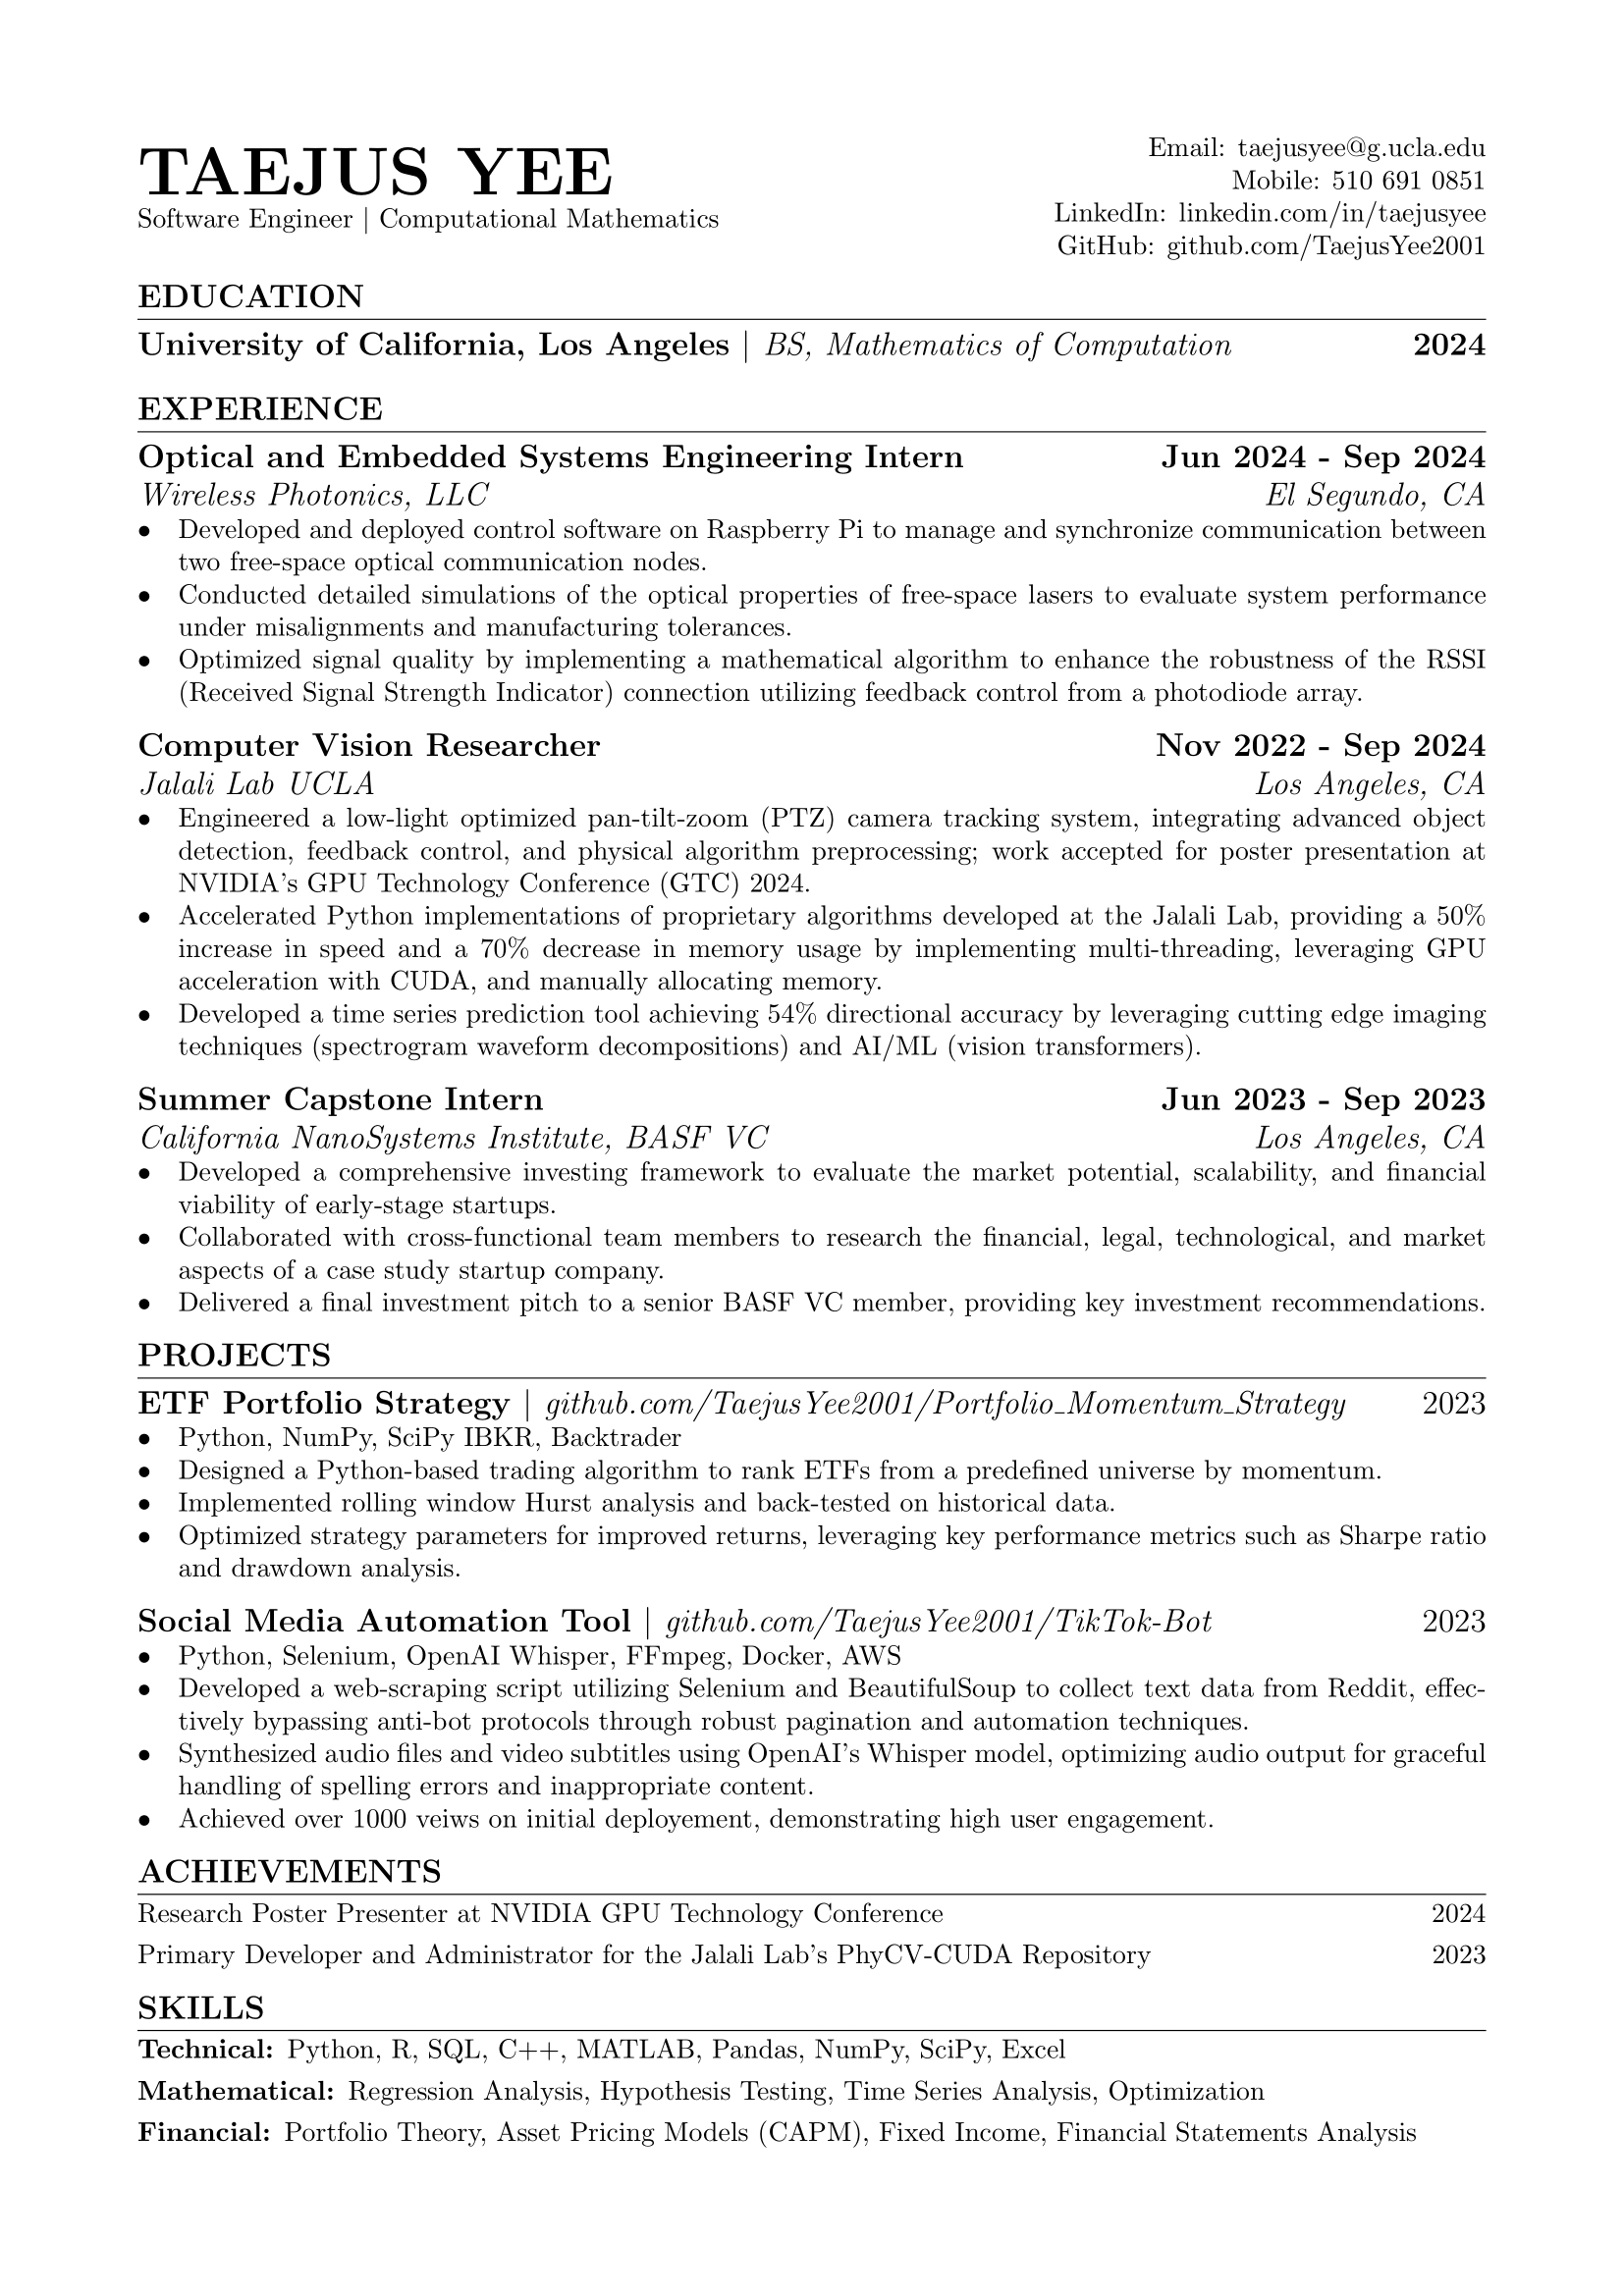 TAEJUS YEE
Software Engineer | Computational Mathematics
Email: taejusyee@g.ucla.edu
Mobile: 510 691 0851
LinkedIn: linkedin.com/in/taejusyee
GitHub: github.com/TaejusYee2001
EDUCATION
University of California, Los Angeles | BS, Mathematics of Computation 2024
EXPERIENCE
Optical and Embedded Systems Engineering Intern Jun 2024 - Sep 2024
Wireless Photonics, LLC El Segundo, CA
• Developed and deployed control software on Raspberry Pi to manage and synchronize communication between
two free-space optical communication nodes.
• Conducted detailed simulations of the optical properties of free-space lasers to evaluate system performance
under misalignments and manufacturing tolerances.
• Optimized signal quality by implementing a mathematical algorithm to enhance the robustness of the RSSI
(Received Signal Strength Indicator) connection utilizing feedback control from a photodiode array.
Computer Vision Researcher Nov 2022 - Sep 2024
Jalali Lab UCLA Los Angeles, CA
• Engineered a low-light optimized pan-tilt-zoom (PTZ) camera tracking system, integrating advanced object
detection, feedback control, and physical algorithm preprocessing; work accepted for poster presentation at
NVIDIA's GPU Technology Conference (GTC) 2024.
• Accelerated Python implementations of proprietary algorithms developed at the Jalali Lab, providing a 50%
increase in speed and a 70% decrease in memory usage by implementing multi-threading, leveraging GPU
acceleration with CUDA, and manually allocating memory.
• Developed a time series prediction tool achieving 54% directional accuracy by leveraging cutting edge imaging
techniques (spectrogram waveform decompositions) and AI/ML (vision transformers).
Summer Capstone Intern Jun 2023 - Sep 2023
California NanoSystems Institute, BASF VC Los Angeles, CA
• Developed a comprehensive investing framework to evaluate the market potential, scalability, and financial
viability of early-stage startups.
• Collaborated with cross-functional team members to research the financial, legal, technological, and market
aspects of a case study startup company.
• Delivered a final investment pitch to a senior BASF VC member, providing key investment recommendations.
PROJECTS
ETF Portfolio Strategy | github.com/TaejusYee2001/Portfolio_Momentum_Strategy 2023
• Python, NumPy, SciPy IBKR, Backtrader
• Designed a Python-based trading algorithm to rank ETFs from a predefined universe by momentum.
• Implemented rolling window Hurst analysis and back-tested on historical data.
• Optimized strategy parameters for improved returns, leveraging key performance metrics such as Sharpe ratio
and drawdown analysis.
Social Media Automation Tool | github.com/TaejusYee2001/TikTok-Bot 2023
• Python, Selenium, OpenAI Whisper, FFmpeg, Docker, AWS
• Developed a web-scraping script utilizing Selenium and BeautifulSoup to collect text data from Reddit, effec-
tively bypassing anti-bot protocols through robust pagination and automation techniques.
• Synthesized audio files and video subtitles using OpenAI's Whisper model, optimizing audio output for graceful
handling of spelling errors and inappropriate content.
• Achieved over 1000 veiws on initial deployement, demonstrating high user engagement.
ACHIEVEMENTS
Research Poster Presenter at NVIDIA GPU Technology Conference 2024
Primary Developer and Administrator for the Jalali Lab's PhyCV-CUDA Repository 2023
SKILLS
Technical: Python, R, SQL, C++, MATLAB, Pandas, NumPy, SciPy, Excel
Mathematical: Regression Analysis, Hypothesis Testing, Time Series Analysis, Optimization
Financial: Portfolio Theory, Asset Pricing Models (CAPM), Fixed Income, Financial Statements Analysis